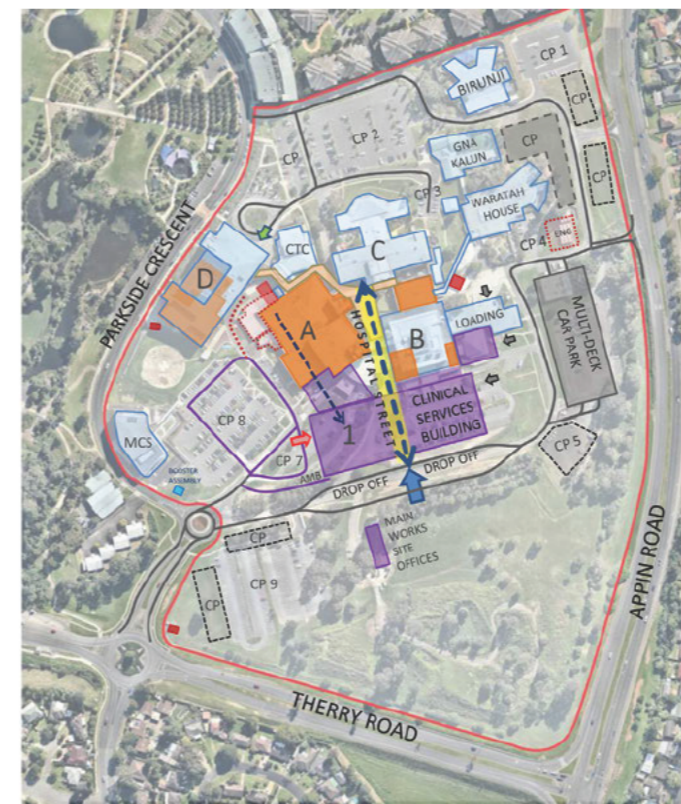 CP 1
BIRUNJI
CP
CP 2
CP
GNA
KALUN
CP
CP
CP 3
WARATAH
HOUSE
PARKSIDE CRESCENT
CTC
C
CP 4
ENG
D
A
HOSPITAL STREET
B
LOADING
MULTI-DECK
CAR PARK
CP 8
1
CLINICAL
SERVICES
BUILDING
MCS
CP 7
CP 5
BOOSTER
ASSEMBLY
AMB
DROP OFF
DROP OFF
MAIN
WORKS
SITE
OFFICES
CP
CP 9
CP
APPIN ROAD
THERRY ROAD